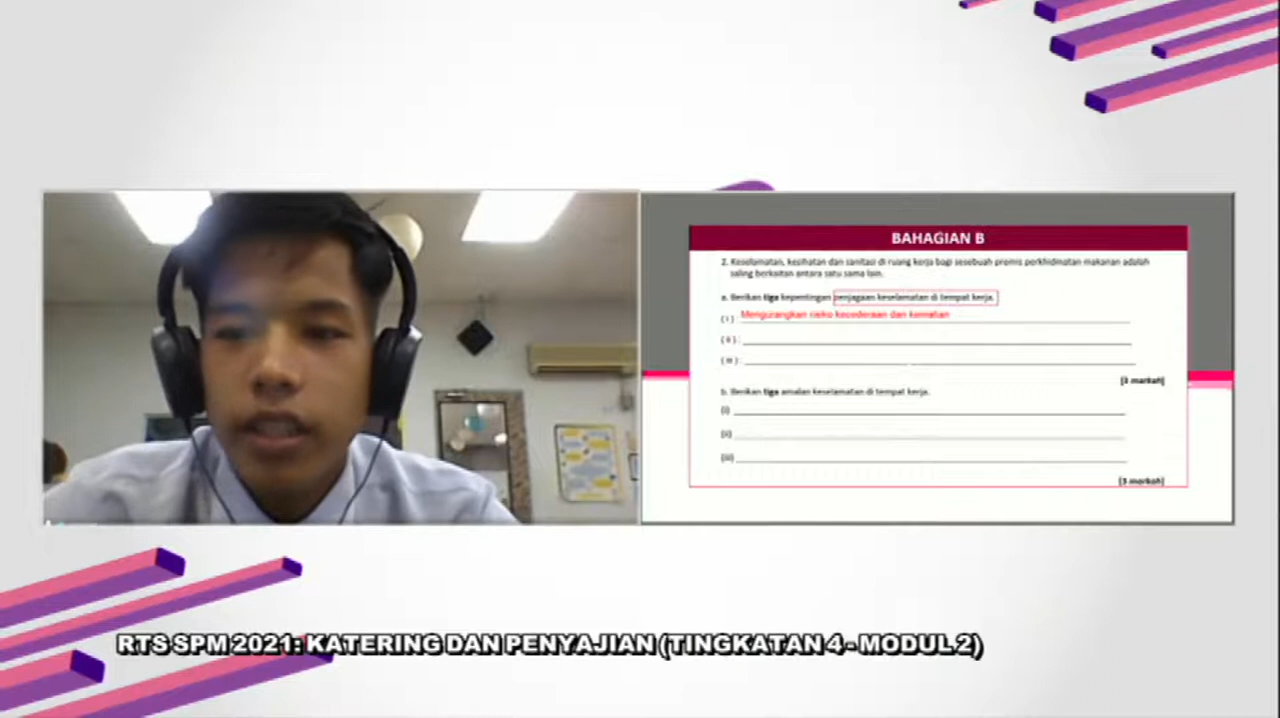 BAHAGIAN B
2. Keselamatan, kesihatan dan sanitasi di ruang kerja bagi sesebuah premis perkhidmatan makanan adalah
saling berkaitan antara satu sama lain.
a. Berikan tiga kepentingan penjagaan keselamatan di tempat kerja.
( i ) : Mengurangkan risiko kecederaan dan kematian
( ii ) :
( iii ) :
[3 markah]
b. Berikan tiga amalan keselamatan di tempat kerja.
(i)
(ii)
(iii)
[3 markah]
RTS SPM 2021: KATERING DAN PENYAJIAN (TINGKATAN 4 - MODUL 2)